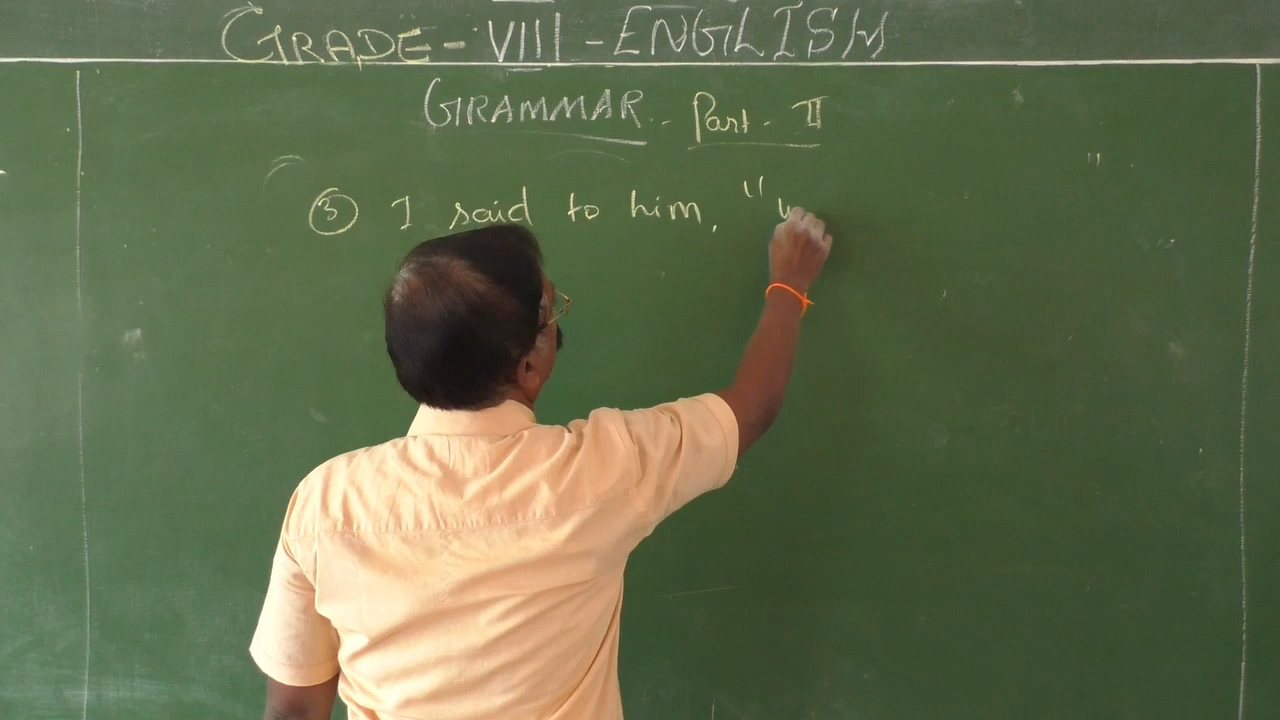 GRADE - VIII - ENGLISH
GRAMMAR - Part - II
③ I said to him, "